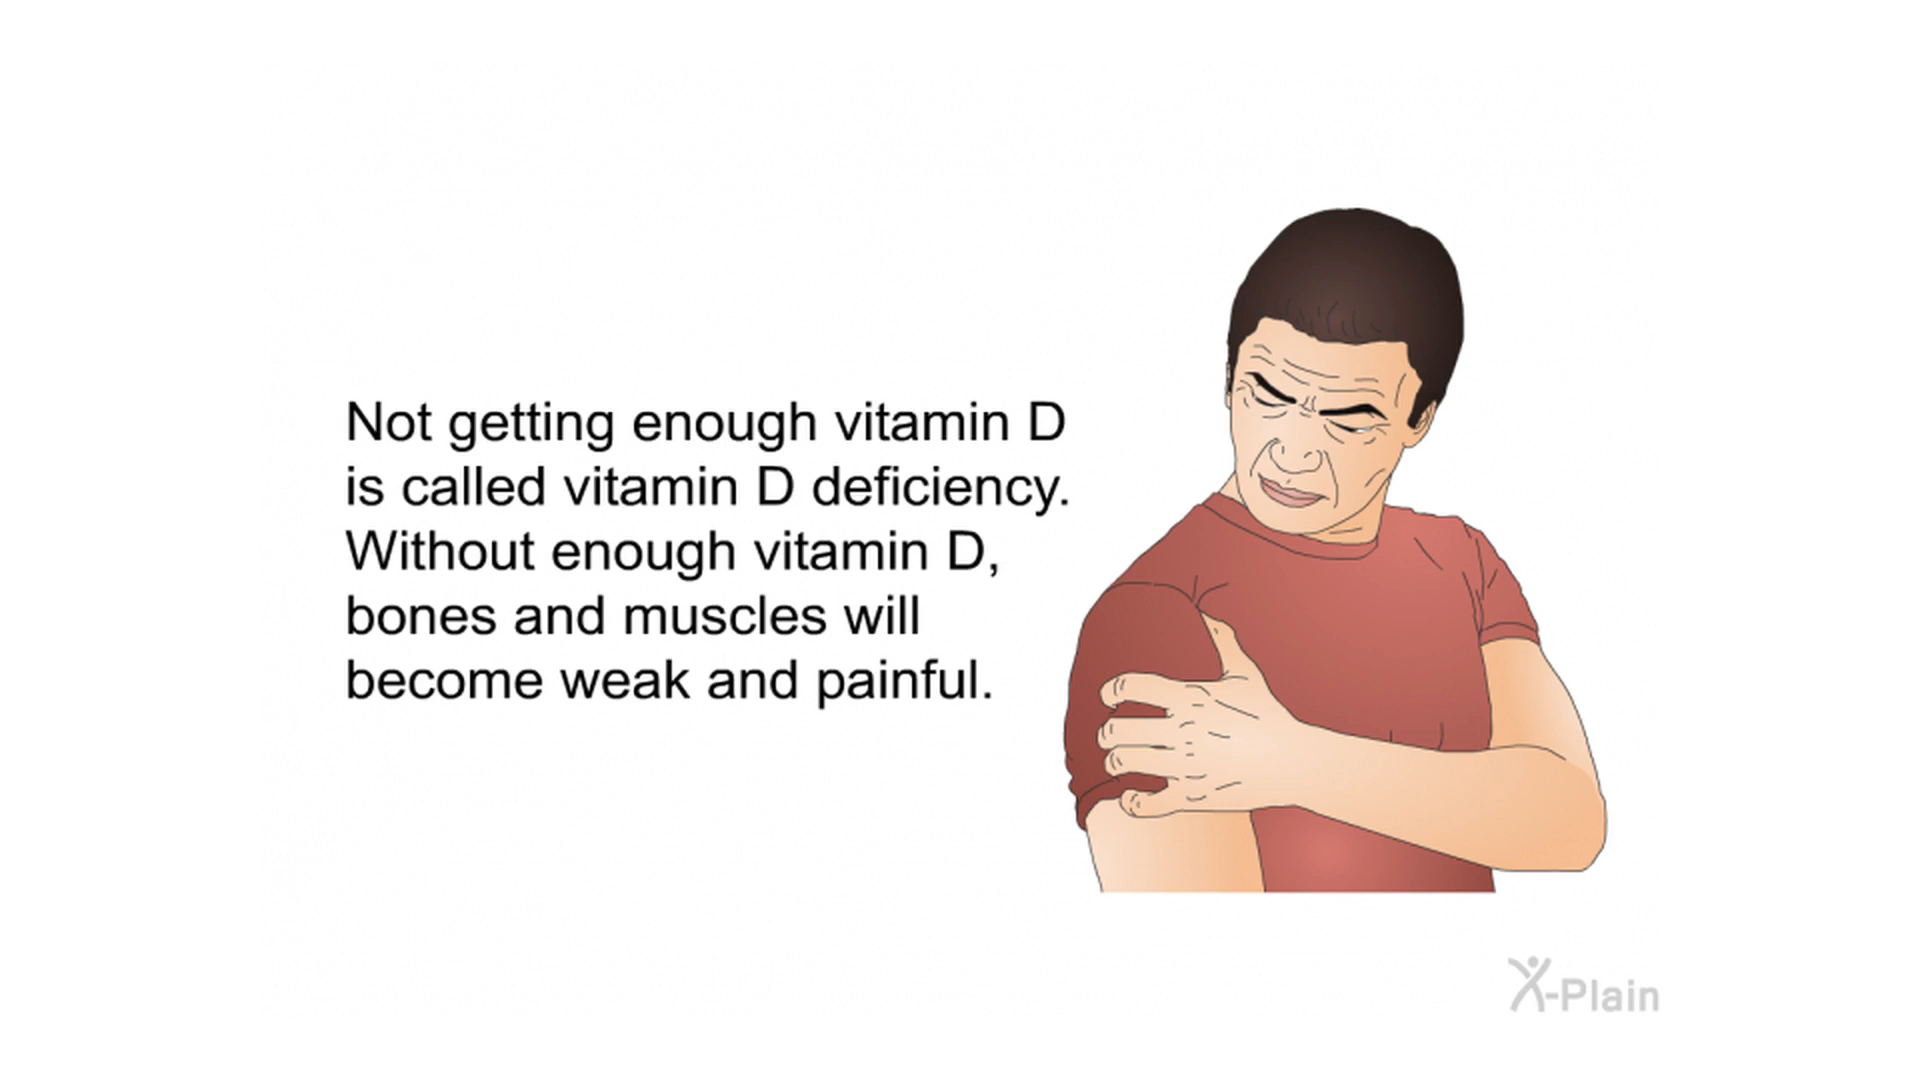 Not getting enough vitamin D
is called vitamin D deficiency.
Without enough vitamin D,
bones and muscles will
become weak and painful.
X-Plain